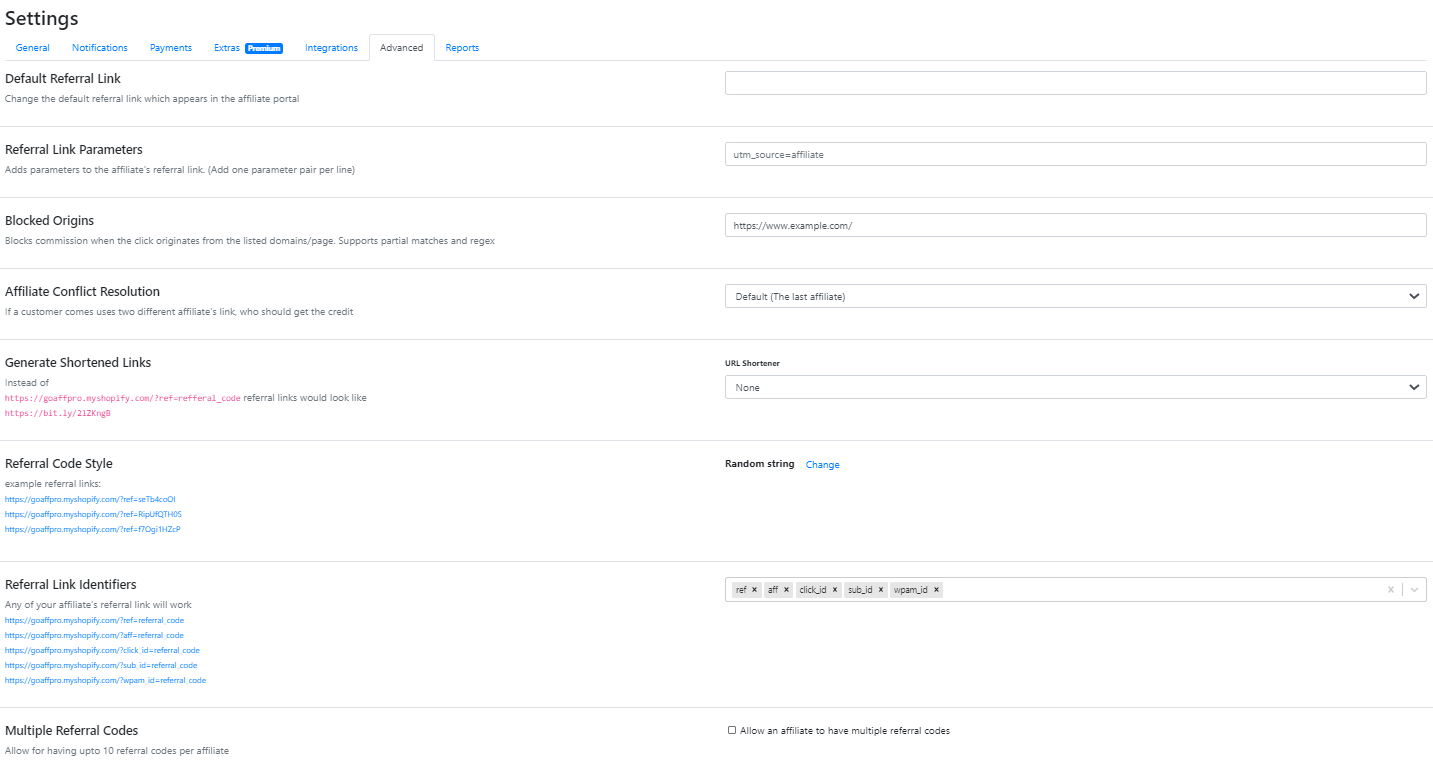 Settings
General Notifications Payments Extras Premium Integrations Advanced Reports
Default Referral Link
Change the default referral link which appears in the affiliate portal
Referral Link Parameters
Adds parameters to the affiliate's referral link. (Add one parameter pair per line)
utm_source=affiliate
Blocked Origins
Blocks commission when the click originates from the listed domains/page. Supports partial matches and regex
https://www.example.com/
Affiliate Conflict Resolution
If a customer comes uses two different affiliate's link, who should get the credit
Default (The last affiliate)
Generate Shortened Links
Instead of
https://goaffpro.myshopify.com/?ref=refferal_code referral links would look like
https://bit.ly/2lZKngB
URL Shortener
None
Referral Code Style
example referral links:
https://goaffpro.myshopify.com/?ref=seTb4coOl
https://goaffpro.myshopify.com/?ref=RipUfQTH0S
https://goaffpro.myshopify.com/?ref=f7Ogi1HZcP
Random string Change
Referral Link Identifiers
Any of your affiliate's referral link will work
https://goaffpro.myshopify.com/?ref=referral_code
https://goaffpro.myshopify.com/?aff=referral_code
https://goaffpro.myshopify.com/?click_id=referral_code
https://goaffpro.myshopify.com/?sub_id=referral_code
https://goaffpro.myshopify.com/?wpam_id=referral_code
ref × aff × click_id × sub_id × wpam_id ×
Multiple Referral Codes
Allow for having upto 10 referral codes per affiliate
Allow an affiliate to have multiple referral codes